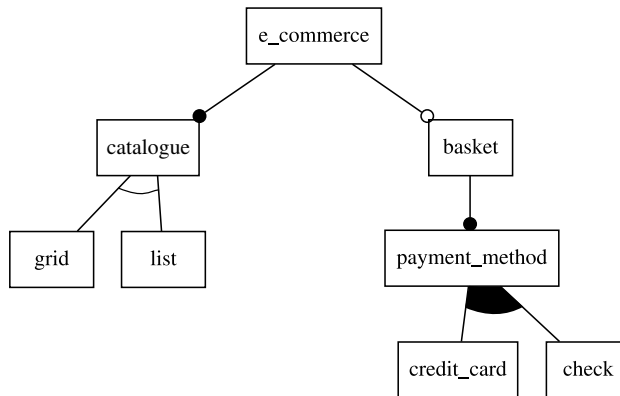 e_commerce
catalogue
basket
grid
list
payment_method
credit_card
check